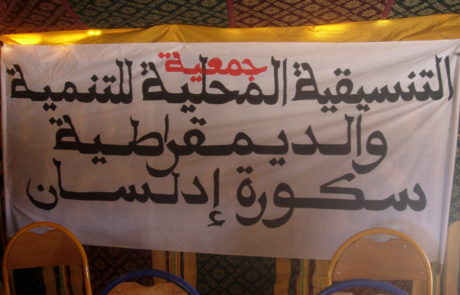 جمعية
التنسيقية المحلية للتنمية
والديمقراطية
سكورة إدلسان